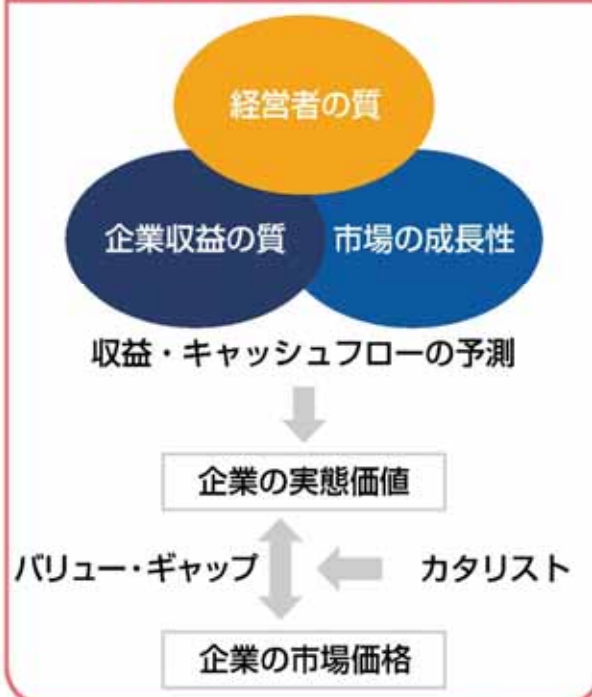 経営者の質
企業収益の質
市場の成長性
収益・キャッシュフローの予測
企業の実態価値
バリュー・ギャップ
カタリスト
企業の市場価格